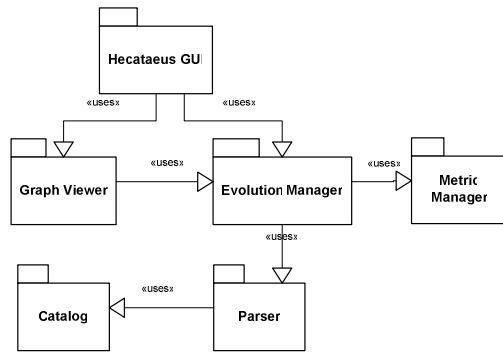 Hecataeus GUI
«uses»
«uses»
«uses»
«uses»
Graph Viewer
Evolution Manager
Metric
Manager
«uses»
«uses»
Catalog
Parser